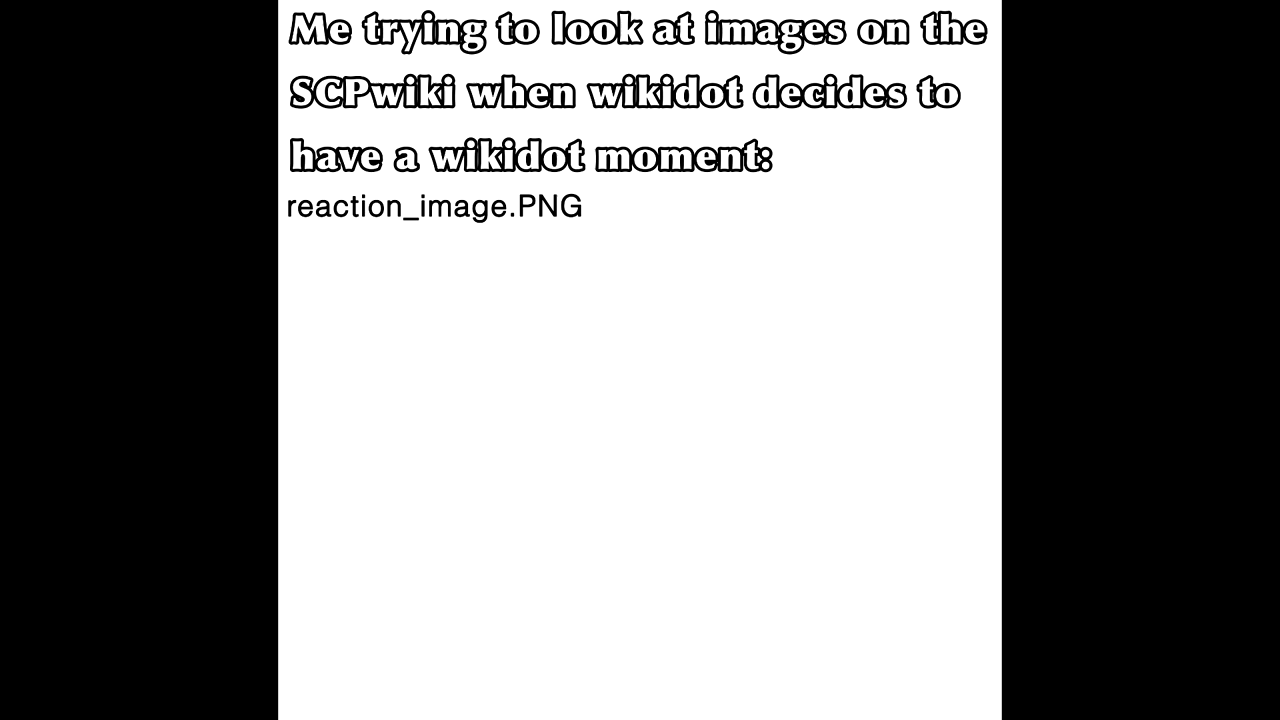 Me trying to look at images on the
SCPwiki when wikidot decides to
have a wikidot moment:
reaction_image.PNG